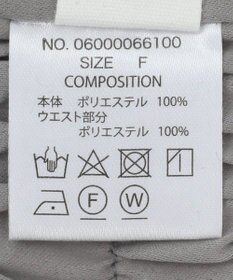 NO. 06000066100
SIZE F
COMPOSITION
本体 ポリエステル 100%
ウエスト部分
ポリエステル 100%
F W